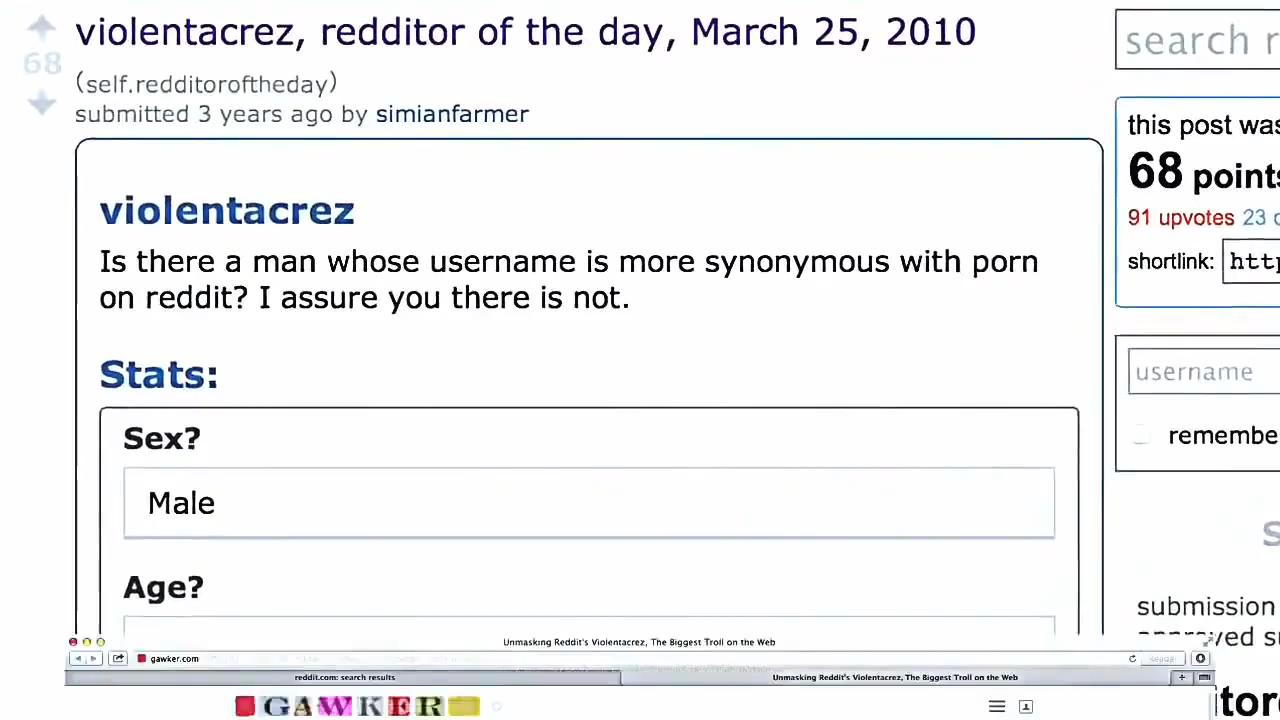 violentacrez, redditor of the day, March 25, 2010
68
(self.redditoroftheday)
submitted 3 years ago by simianfarmer
search r
this post was
68 points
91 upvotes 23
shortlink: http
violentacrez
Is there a man whose username is more synonymous with porn
on reddit? I assure you there is not.
Stats:
Sex?
Male
Age?
username
remembe
submission
Unmasking Reddit's Violentacrez, The Biggest Troll on the Web
gawker.com
reddit.com: search results
Unmasking Reddit's Violentacrez, The Biggest Troll on the Web
GAWKER